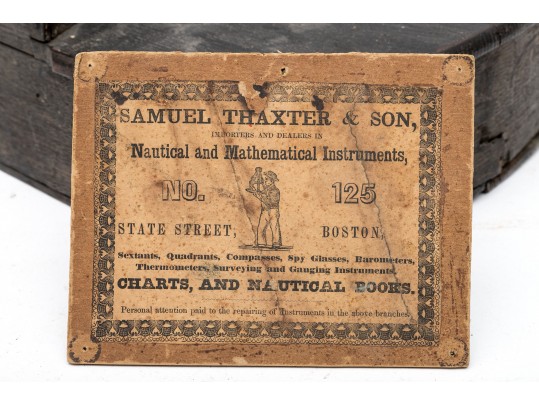 SAMUEL THAXTER & SON,
IMPORTERS AND DEALERS IN
Nautical and Mathematical Instruments,
NO. 125
STATE STREET, BOSTON,
Sextants, Quadrants, Compasses, Spy Glasses, Barometers,
Thermometers, Surveying and Gauging Instruments,
CHARTS, AND NAUTICAL BOOKS.
Personal attention paid to the repairing of Instruments in the above branches.